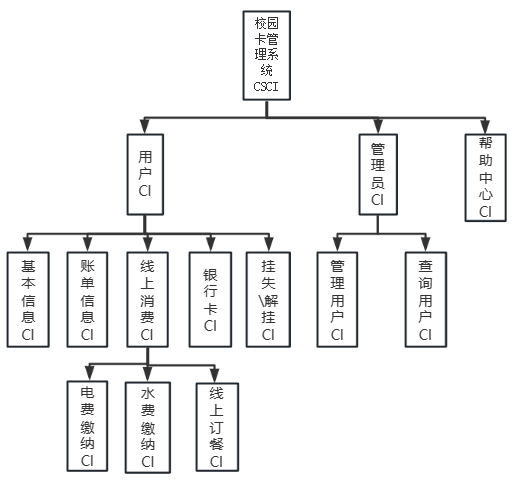 校园
卡管
理系
统
CSCI
用
户
CI
管
理
员
CI
帮
助
中
心
CI
基
本
信
息
CI
账
单
信
息
CI
线
上
消
费
CI
银
行
卡
CI
挂
失
\解
挂
CI
管
理
用
户
CI
查
询
用
户
CI
电
费
缴
纳
CI
水
费
缴
纳
CI
线
上
订
餐
CI